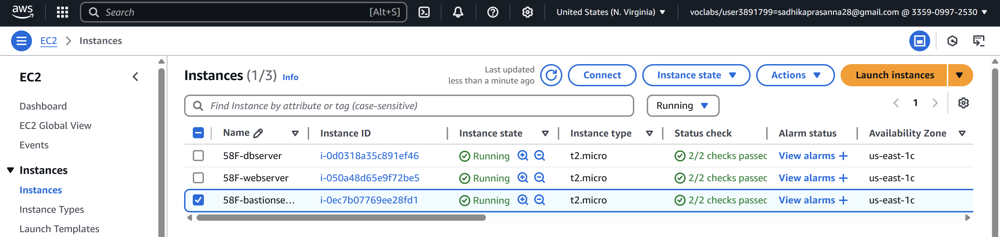 aws
Search [Alt+S]
United States (N. Virginia)
voclabs/user3891799=sadhikaprasanna28@gmail.com @ 3359-0997-2530
EC2 Instances
EC2
Dashboard
EC2 Global View
Events
Instances
Instances
Instance Types
Launch Templates
Instances (1/3) Info
Last updated
less than a minute ago
Connect
Instance state
Actions
Launch instances
Find Instance by attribute or tag (case-sensitive)
Running
1
Name Instance ID Instance state Instance type Status check Alarm status Availability Zone
58F-dbserver i-0d0318a35c891ef46 Running t2.micro 2/2 checks passec View alarms + us-east-1c
58F-webserver i-050a48d65e9f72be5 Running t2.micro 2/2 checks passec View alarms + us-east-1c
58F-bastionse... i-0ec7b07769ee28fd1 Running t2.micro 2/2 checks passec View alarms + us-east-1c